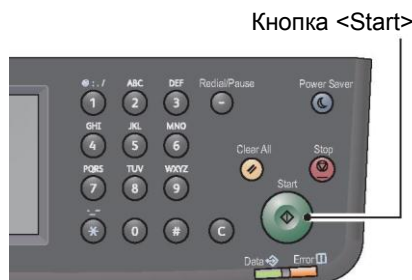 Кнопка <Start>
@:./ ABC DEF Redial/Pause Power Saver
1 2 3 -
GHI JKL MNO
4 5 6 Clear All Stop
PQRS TUV WXYZ
7 8 9 Start
-_~
* 0 # C
Data Error